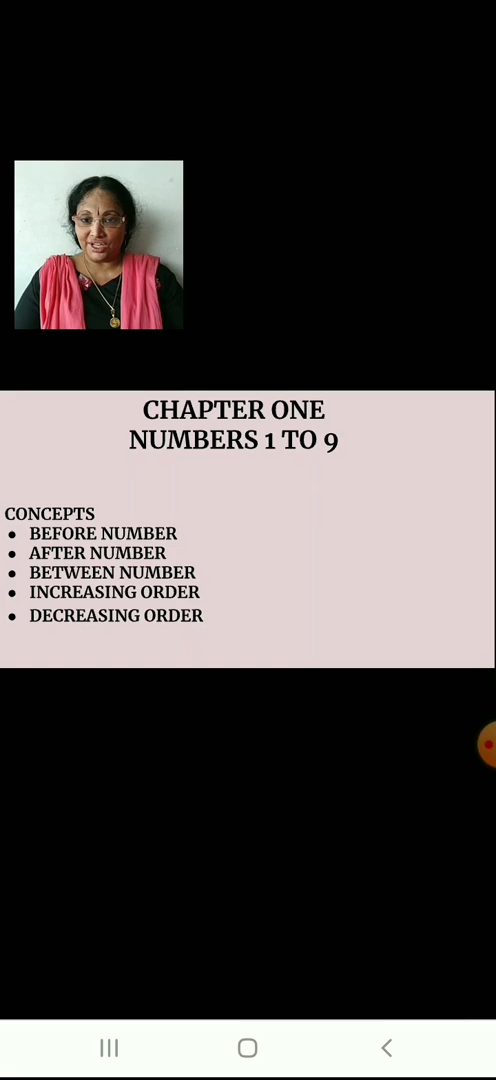 CHAPTER ONE
NUMBERS 1 TO 9
CONCEPTS
● BEFORE NUMBER
● AFTER NUMBER
● BETWEEN NUMBER
● INCREASING ORDER
● DECREASING ORDER